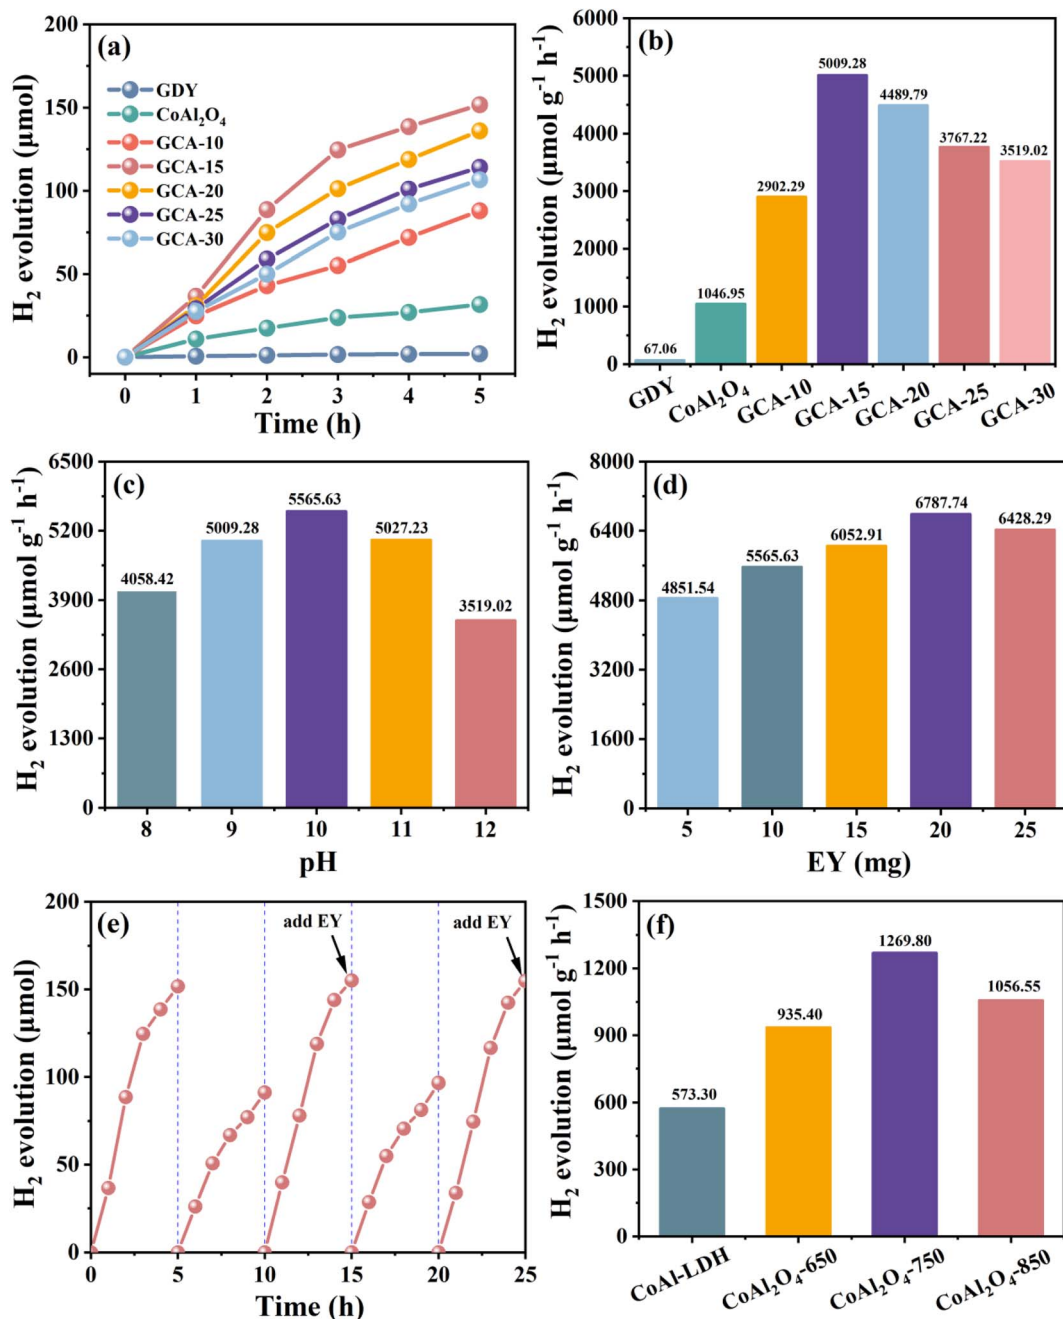 (a)
H₂ evolution (μmol)
200
150
100
50
0
GDY
CoAl₂O₄
GCA-10
GCA-15
GCA-20
GCA-25
GCA-30
0 1 2 3 4 5
Time (h)
(b)
H₂ evolution (μmol g⁻¹ h⁻¹)
6000
5000
4000
3000
2000
1000
0
67.06
1046.95
2902.29
5009.28
4489.79
3767.22
3519.02
GDY
CoAl₂O₄
GCA-10
GCA-15
GCA-20
GCA-25
GCA-30
(c)
H₂ evolution (μmol g⁻¹ h⁻¹)
6500
5200
3900
2600
1300
0
4058.42
5009.28
5565.63
5027.23
3519.02
8 9 10 11 12
pH
(d)
H₂ evolution (μmol g⁻¹ h⁻¹)
8000
6400
4800
3200
1600
0
4851.54
5565.63
6052.91
6787.74
6428.29
5 10 15 20 25
EY (mg)
(e)
H₂ evolution (μmol)
200
150
100
50
0
add EY
add EY
0 5 10 15 20 25
Time (h)
(f)
H₂ evolution (μmol g⁻¹ h⁻¹)
1500
1200
900
600
300
0
573.30
935.40
1269.80
1056.55
CoAl-LDH
CoAl₂O₄-650
CoAl₂O₄-750
CoAl₂O₄-850